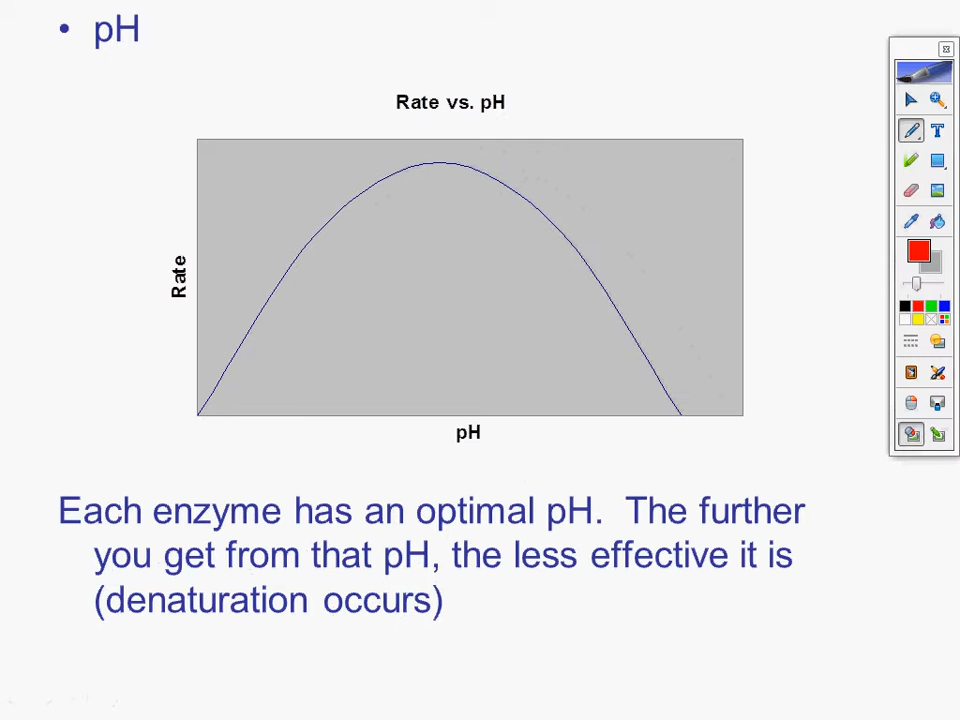 • pH
Rate vs. pH
Rate
pH
Each enzyme has an optimal pH.  The further
you get from that pH, the less effective it is
(denaturation occurs)